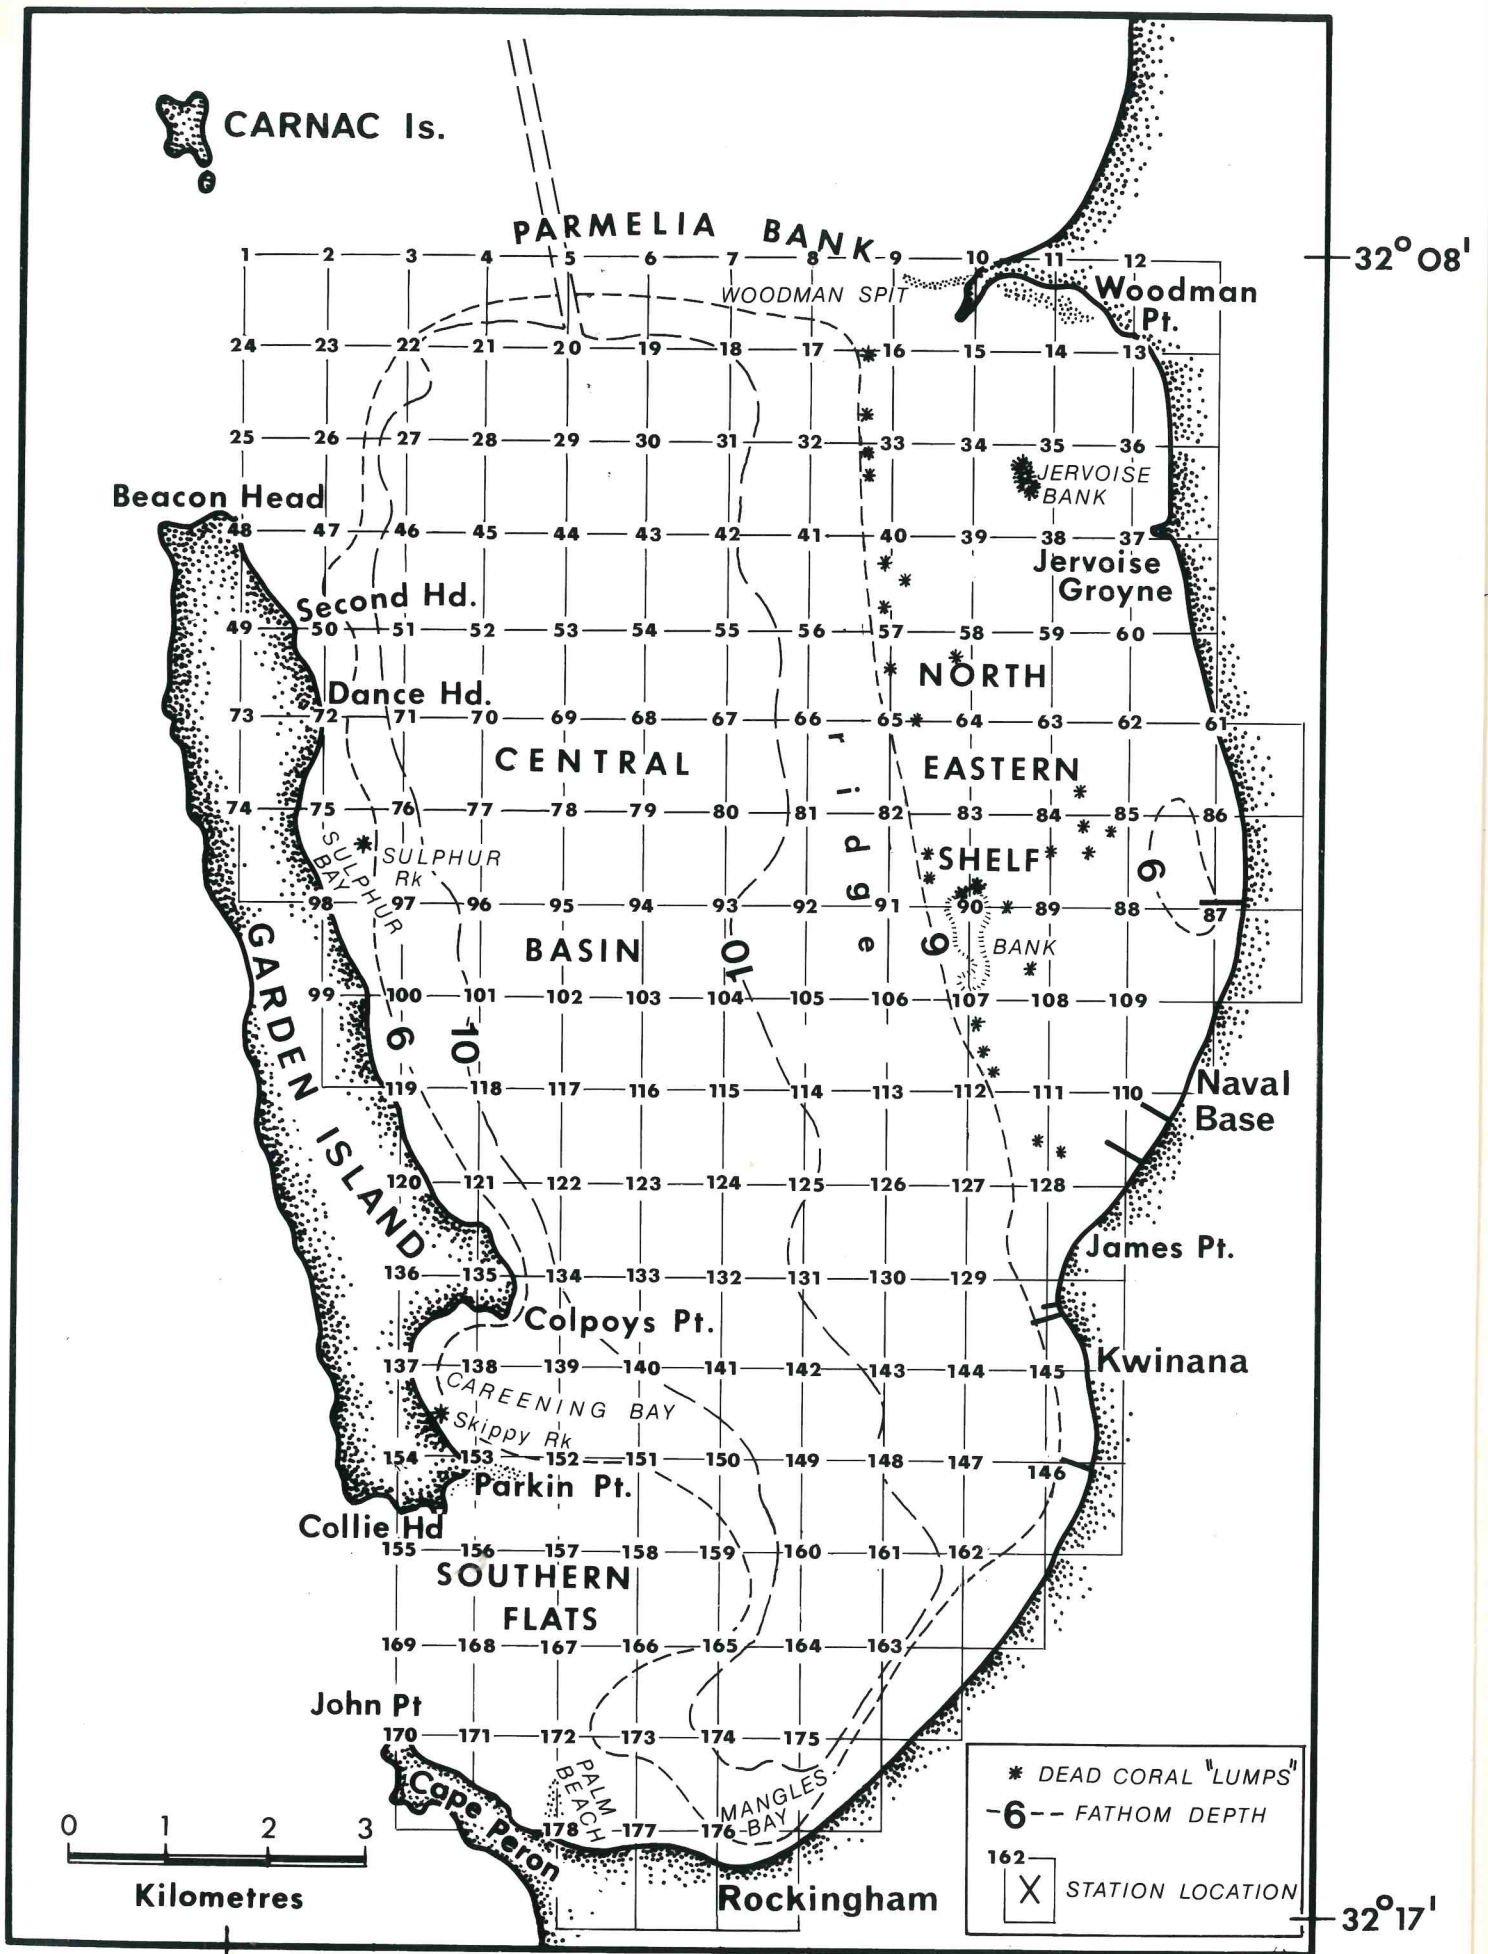 CARNAC Is.
PARMELIA BANK
1 2 3 4 5 6 7 8 9 10 11 12
32°08'
WOODMAN SPIT
Woodman
Pt.
24 23 22 21 20 19 18 17 16 15 14 13
25 26 27 28 29 30 31 32 33 34 35 36
JERVOISE
BANK
Beacon Head
48 47 46 45 44 43 42 41 40 39 38 37
Jervoise
Groyne
Second Hd.
49 50 51 52 53 54 55 56 57 58 59 60
NORTH
Dance Hd.
73 72 71 70 69 68 67 66 65 64 63 62 61
CENTRAL
ridge
EASTERN
74 75 76 77 78 79 80 81 82 83 84 85 86
SULPHUR
BAY
SULPHUR
Rk
SULPHUR
SHELF
6
98 97 96 95 94 93 92 91 90 89 88 87
GARDEN ISLAND
BASIN
10
9
BANK
99 100 101 102 103 104 105 106 107 108 109
6
10
119 118 117 116 115 114 113 112 111 110
Naval
Base
120 121 122 123 124 125 126 127 128
James Pt.
136 135 134 133 132 131 130 129
Colpoys Pt.
137 138 139 140 141 142 143 144 145
Kwinana
CAREENING BAY
Skippy Rk
154 153 152 151 150 149 148 147 146
Parkin Pt.
Collie Hd
155 156 157 158 159 160 161 162
SOUTHERN
FLATS
169 168 167 166 165 164 163
John Pt
170 171 172 173 174 175
Cape Peron
PALM
BEACH
MANGLES
BAY
178 177 176
Rockingham
0 1 2 3
Kilometres
DEAD CORAL "LUMPS"
-6-- FATHOM DEPTH
162
X STATION LOCATION
32°17'